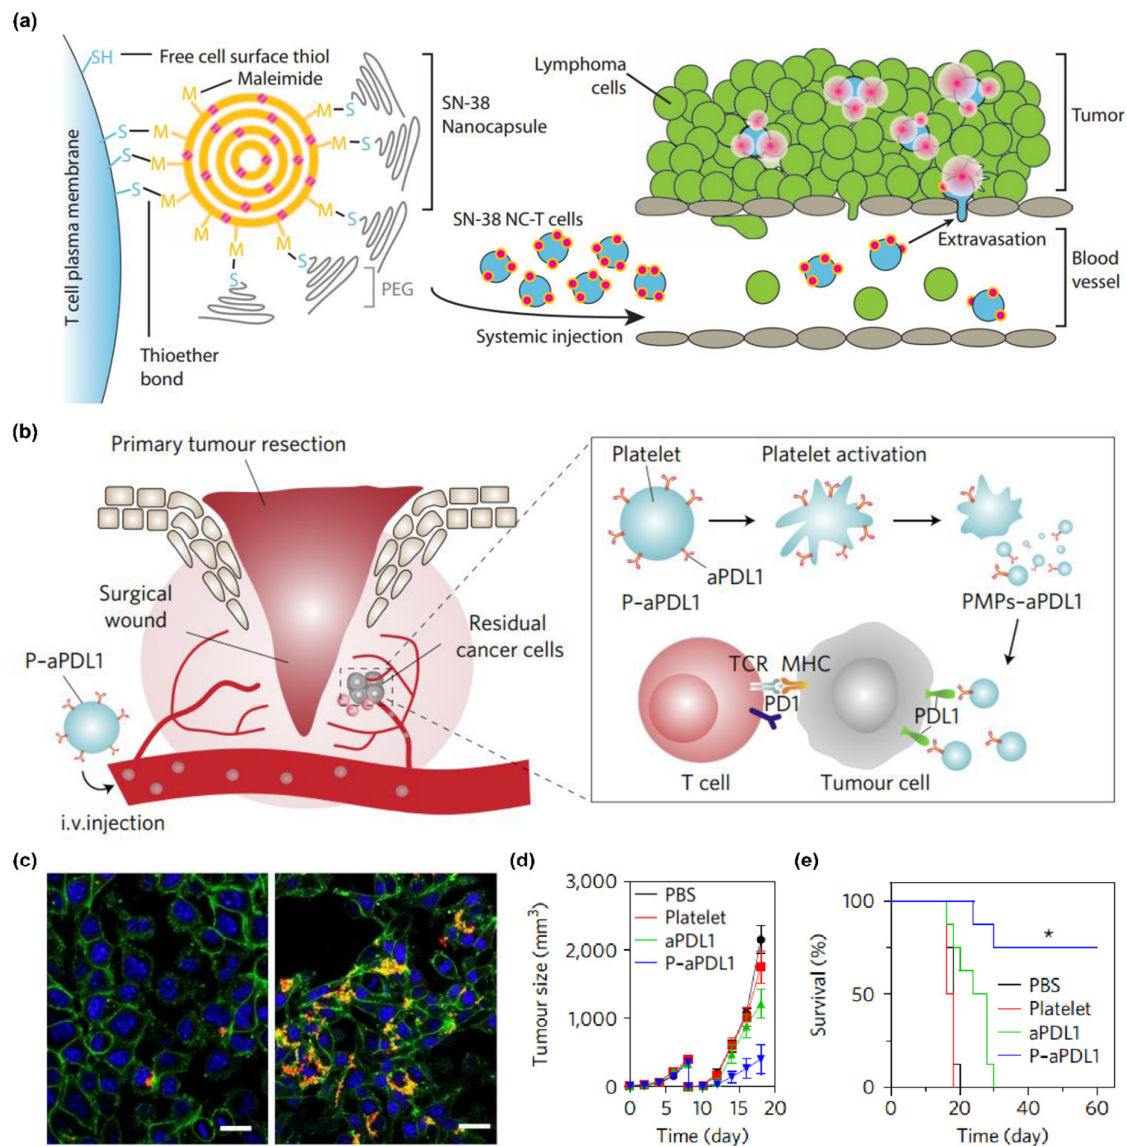 (a)
SH
Free cell surface thiol
Maleimide
M
S
M
S
M
S
M
M
M
M
M
M
M
M
S
S
S
S
S
T cell plasma membrane
Thioether
bond
SN-38
Nanocapsule
PEG
SN-38 NC-T cells
Systemic injection
Lymphoma
cells
Tumor
Extravasation
Blood
vessel
(b)
Primary tumour resection
Surgical
wound
Residual
cancer cells
P–aPDL1
i.v.injection
Platelet
Platelet activation
aPDL1
P–aPDL1
PMPs–aPDL1
TCR
MHC
PD1
PDL1
T cell
Tumour cell
(c)
(d)
Tumour size (mm3)
3,000
2,000
1,000
0
PBS
Platelet
aPDL1
P–aPDL1
0
5
10
15
20
Time (day)
(e)
Survival (%)
100
50
0
*
PBS
Platelet
aPDL1
P–aPDL1
0
20
40
60
Time (day)